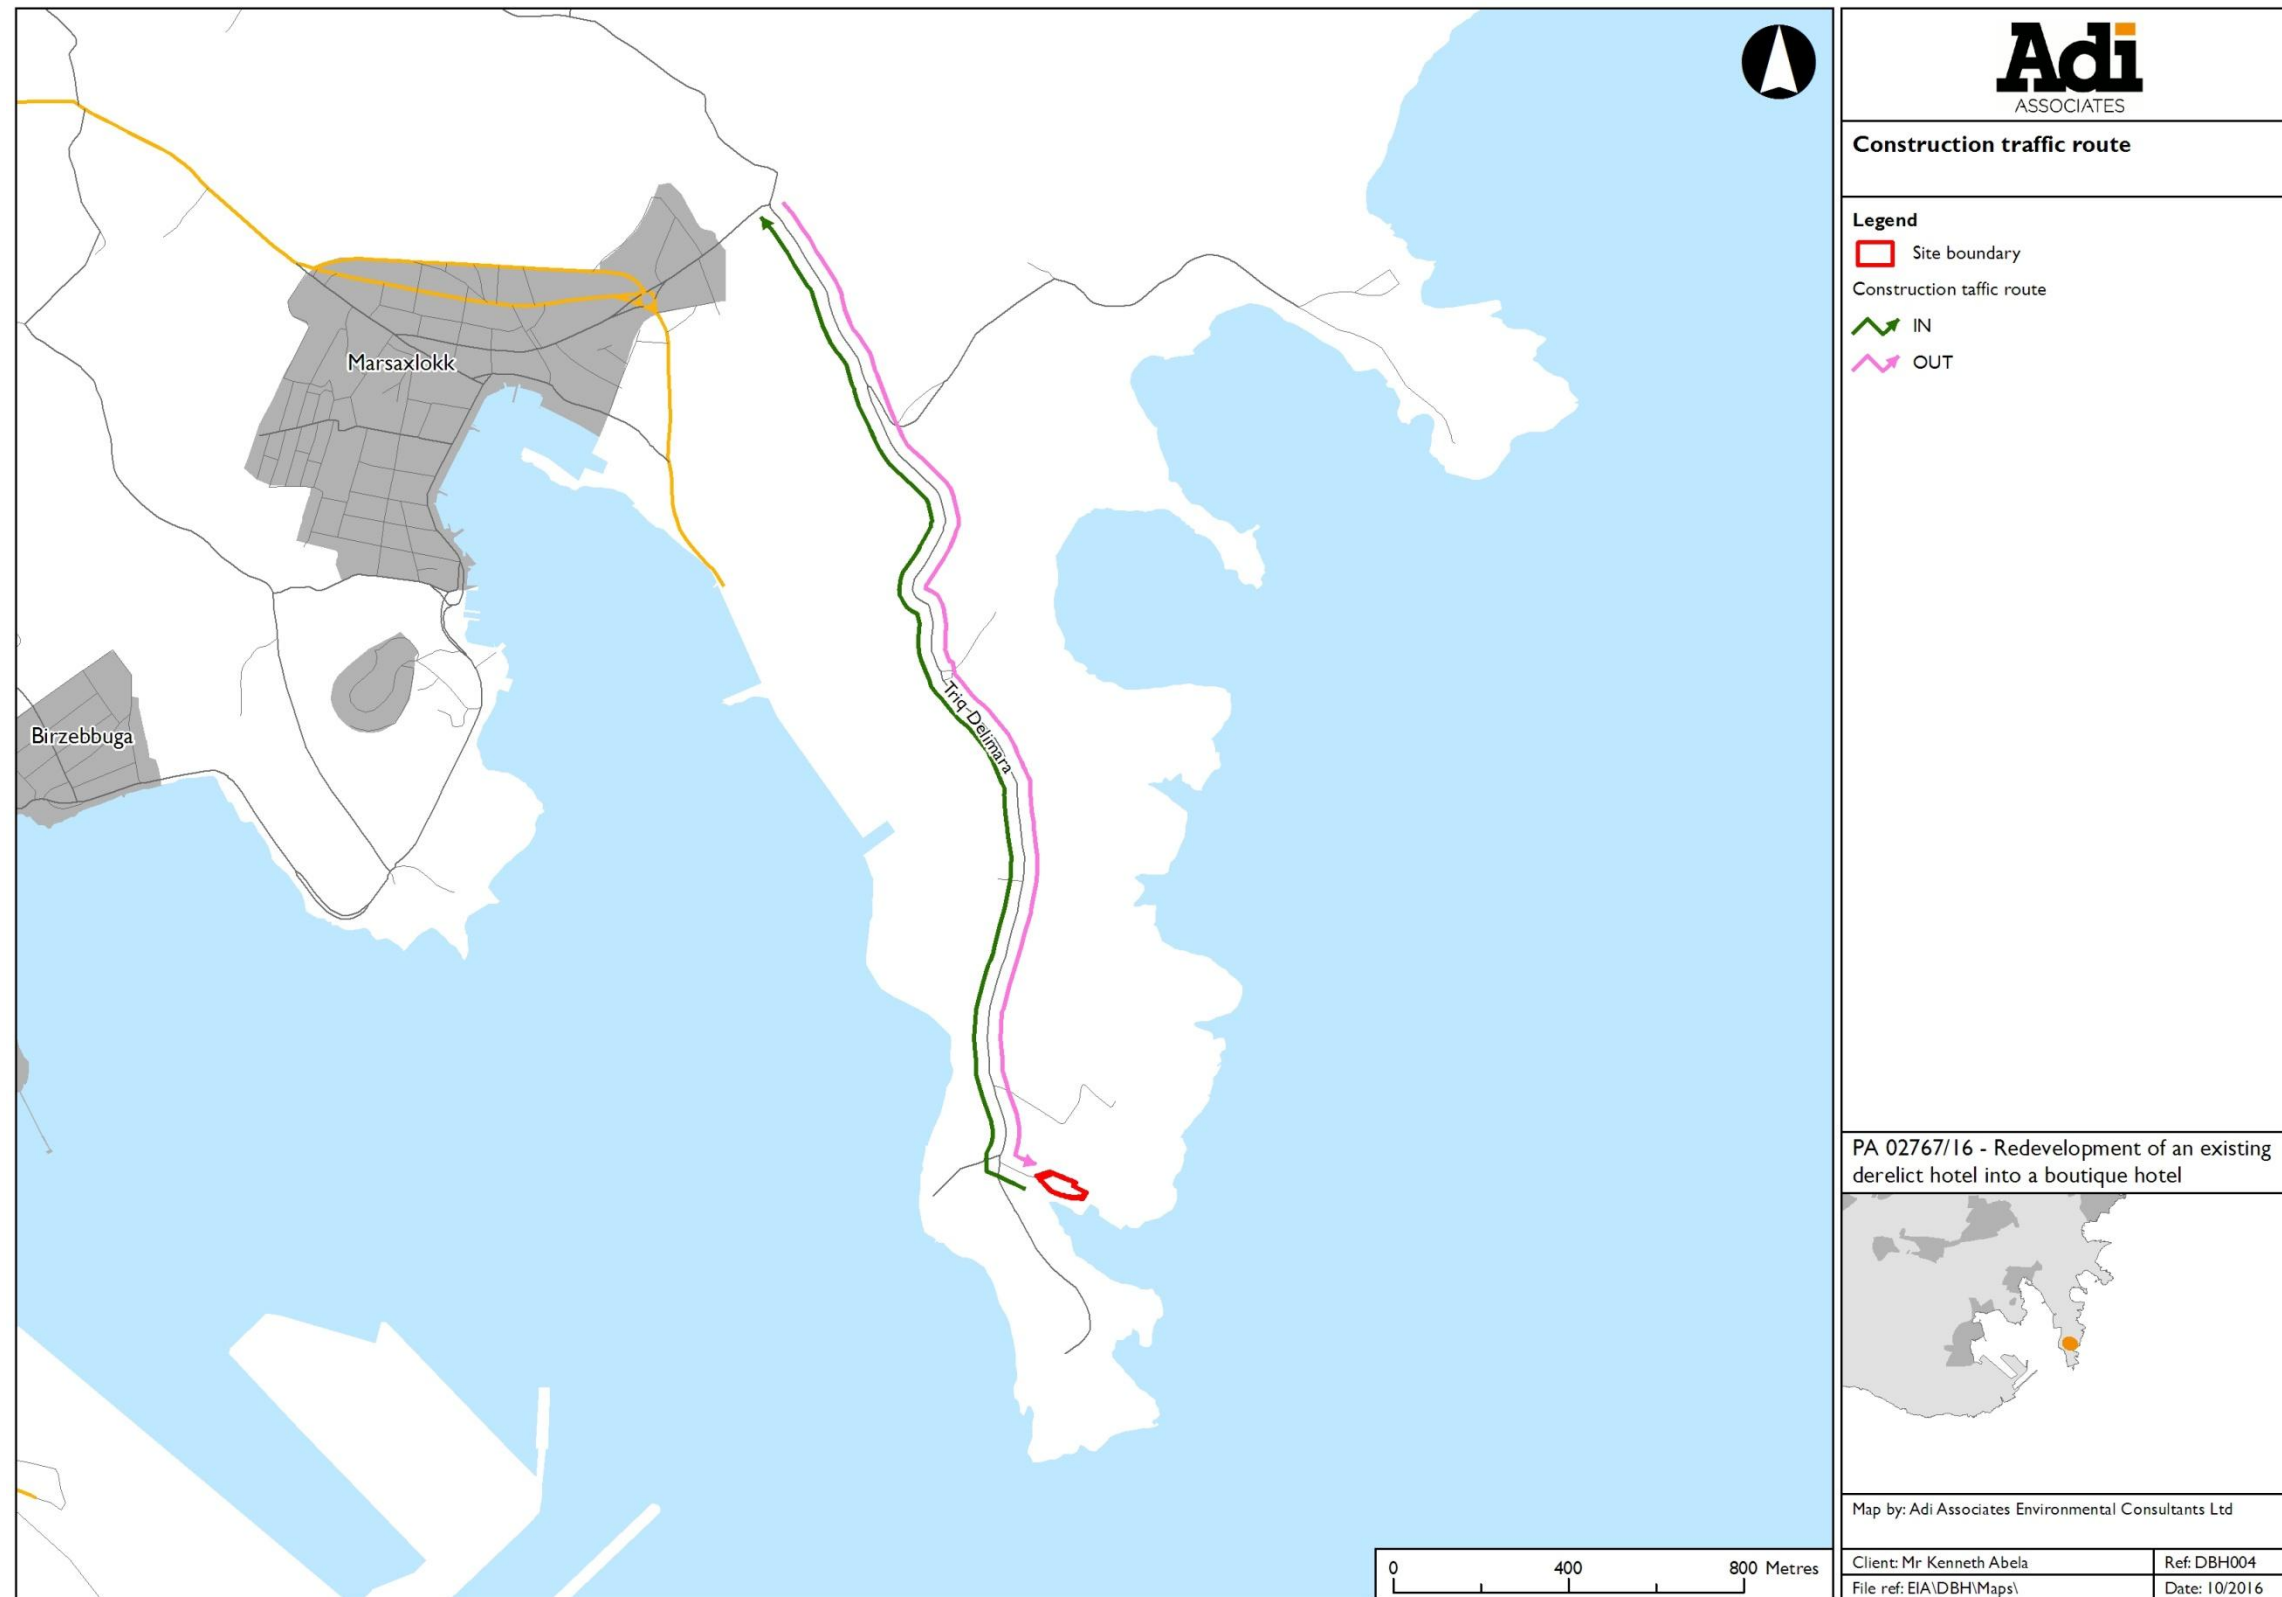 Marsaxlokk
Birzebbuga
Triq-Delimara
0 400 800 Metres
Adi
ASSOCIATES
Construction traffic route
Legend
Site boundary
Construction taffic route
IN
OUT
PA 02767/16 - Redevelopment of an existing
derelict hotel into a boutique hotel
Map by: Adi Associates Environmental Consultants Ltd
Client: Mr Kenneth Abela Ref: DBH004
File ref: EIA\DBH\Maps\ Date: 10/2016